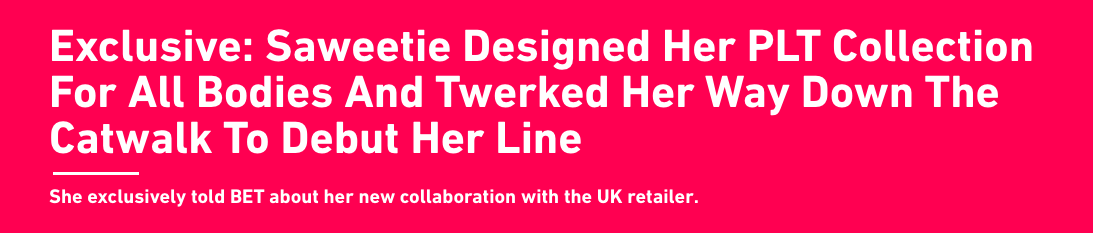 Exclusive: Saweetie Designed Her PLT Collection
For All Bodies And Twerked Her Way Down The
Catwalk To Debut Her Line
She exclusively told BET about her new collaboration with the UK retailer.